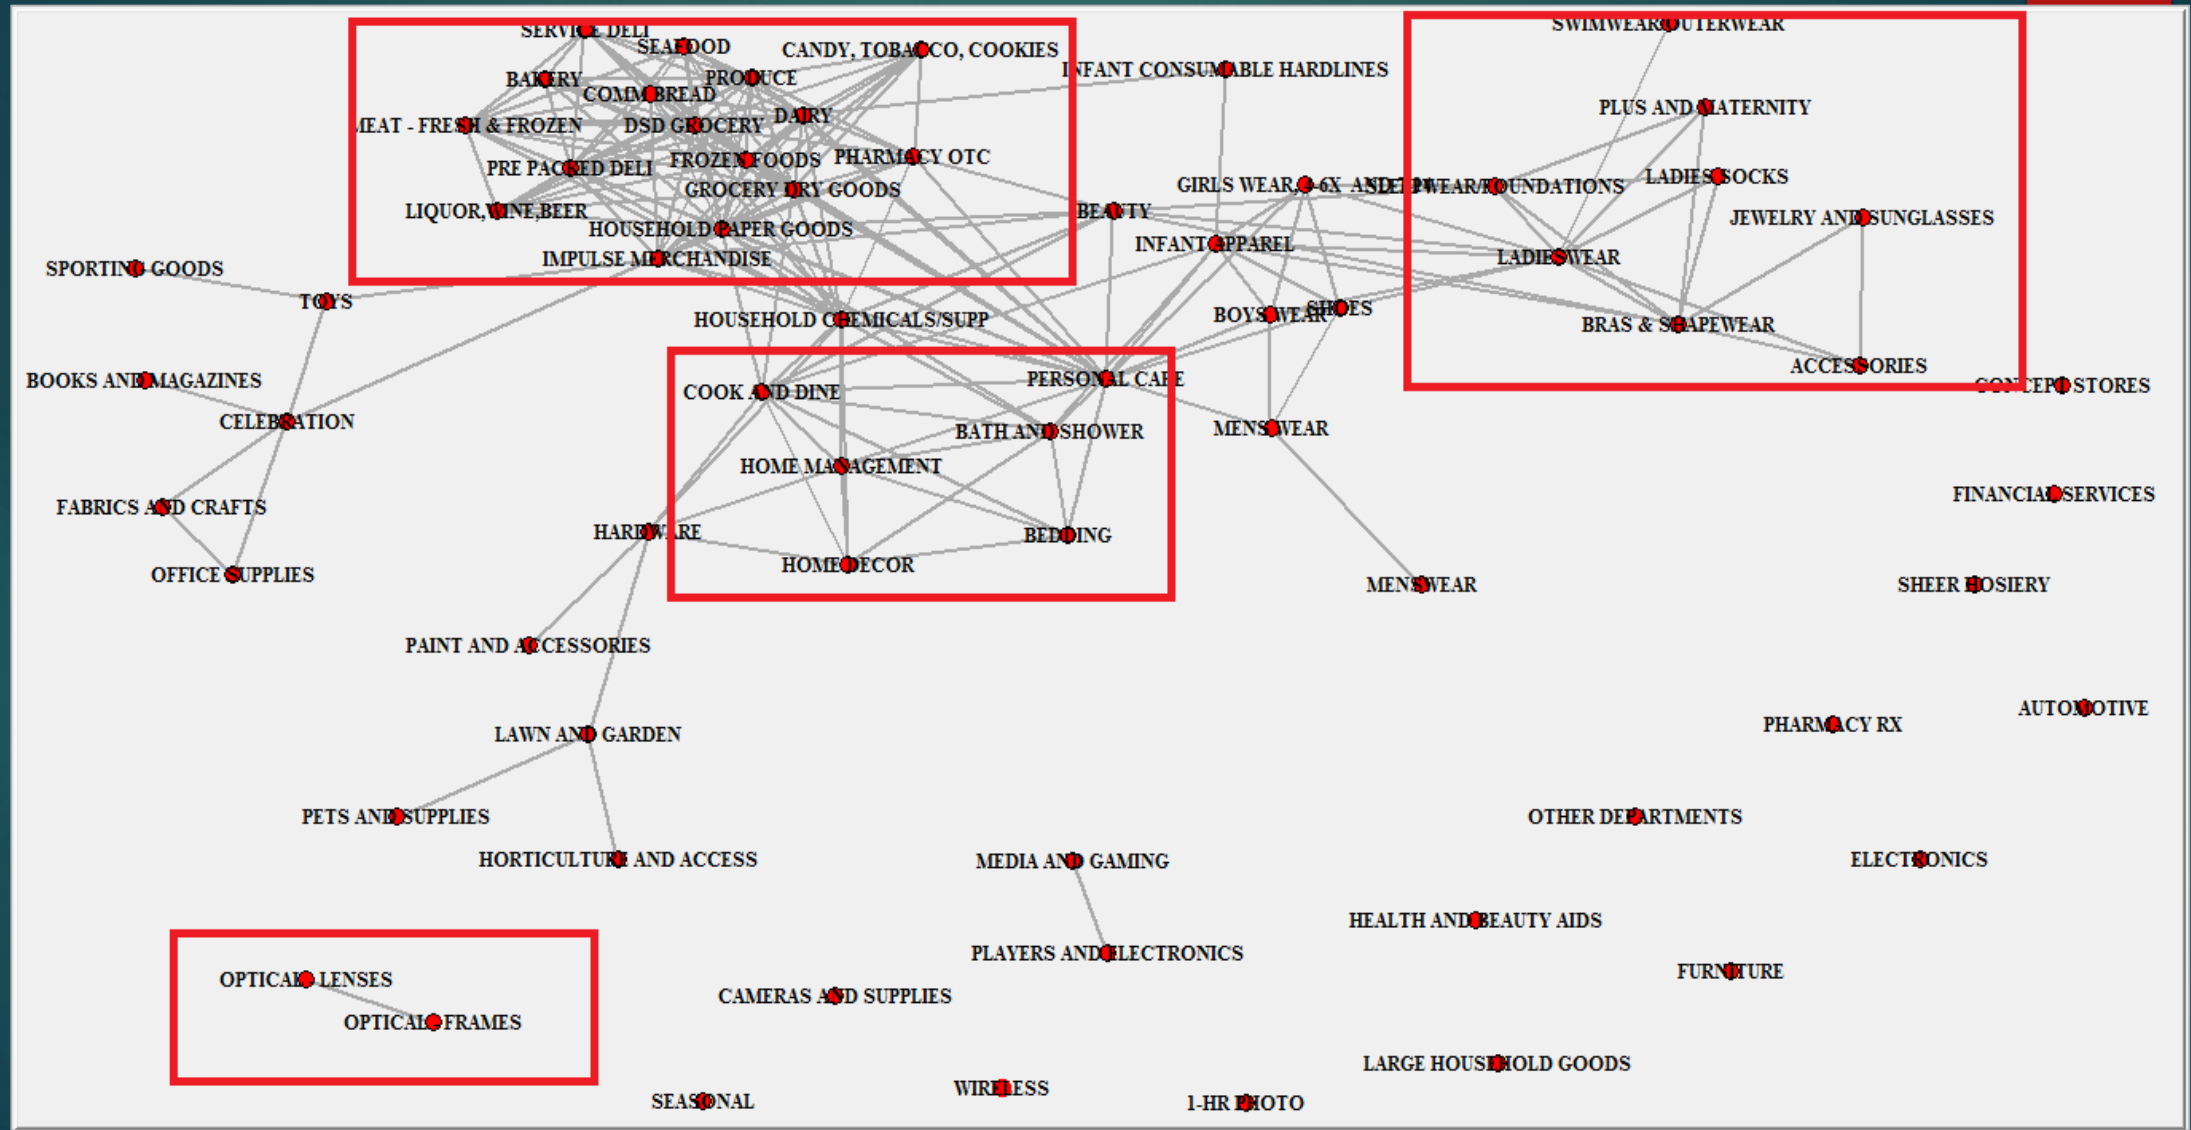 SERVICE DELI
SWIMWEAR/OUTERWEAR
SEAFOOD
CANDY, TOBACCO, COOKIES
INFANT CONSUMABLE HARDLINES
BAKERY
PRODUCE
COMM BREAD
PLUS AND MATERNITY
DAIRY
MEAT - FRESH & FROZEN
DSD GROCERY
FROZEN FOODS
PHARMACY OTC
PRE PACKED DELI
LADIES SOCKS
GIRLS WEAR, 4-6X AND
SLEEPWEAR/FOUNDATIONS
GROCERY DRY GOODS
LIQUOR,WINE,BEER
BEAUTY
JEWELRY AND SUNGLASSES
HOUSEHOLD PAPER GOODS
INFANT APPAREL
IMPULSE MERCHANDISE
LADIESWEAR
SPORTING GOODS
TOYS
SHOES
BOYS WEAR
HOUSEHOLD CHEMICALS/SUPP
BRAS & SHAPEWEAR
ACCESSORIES
BOOKS AND MAGAZINES
PERSONAL CARE
CONCEPT STORES
COOK AND DINE
CELEBRATION
BATH AND SHOWER
MENS WEAR
HOME MANAGEMENT
FINANCIAL SERVICES
FABRICS AND CRAFTS
HARDWARE
BEDDING
HOME DECOR
OFFICE SUPPLIES
MENSWEAR
SHEER HOSIERY
PAINT AND ACCESSORIES
AUTOMOTIVE
PHARMACY RX
LAWN AND GARDEN
PETS AND SUPPLIES
OTHER DEPARTMENTS
HORTICULTURE AND ACCESS
MEDIA AND GAMING
ELECTRONICS
HEALTH AND BEAUTY AIDS
PLAYERS AND ELECTRONICS
FURNITURE
OPTICAL - LENSES
CAMERAS AND SUPPLIES
OPTICAL - FRAMES
LARGE HOUSEHOLD GOODS
WIRELESS
SEASONAL
1-HR PHOTO